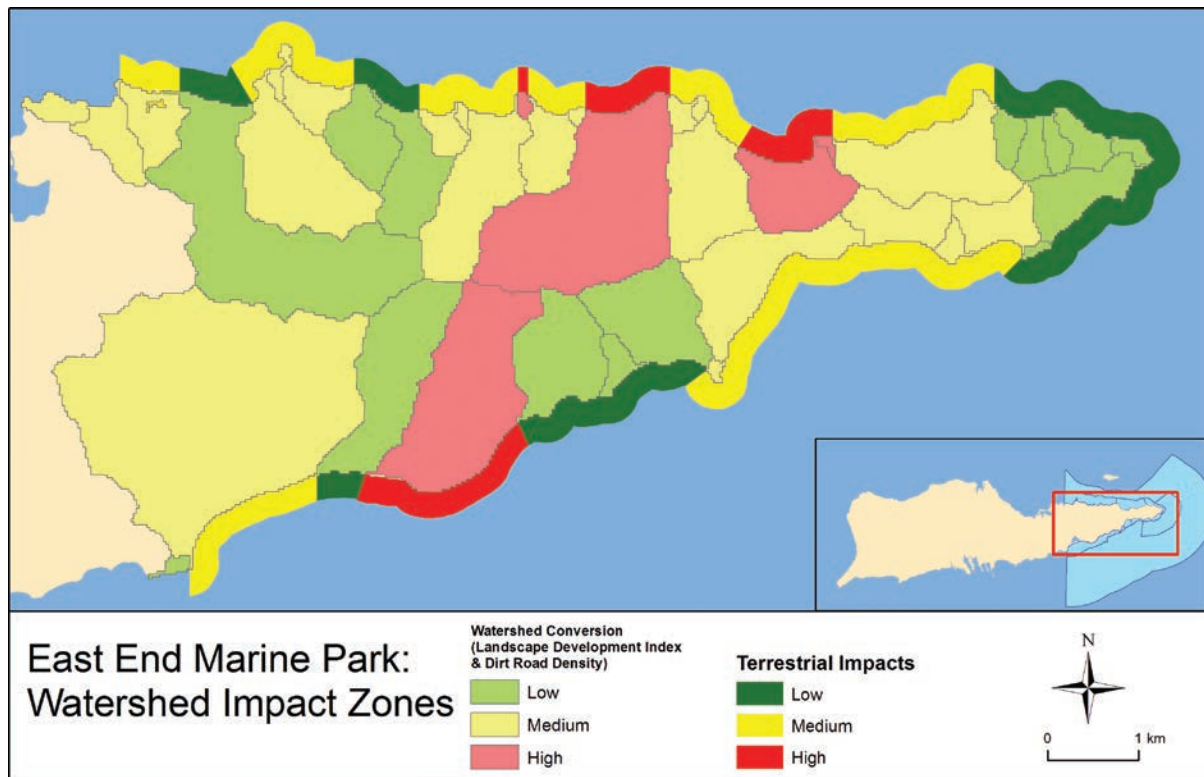 East End Marine Park:
Watershed Impact Zones
Watershed Conversion
(Landscape Development Index
& Dirt Road Density)
Low
Medium
High
Terrestrial Impacts
Low
Medium
High
N
0 1 km